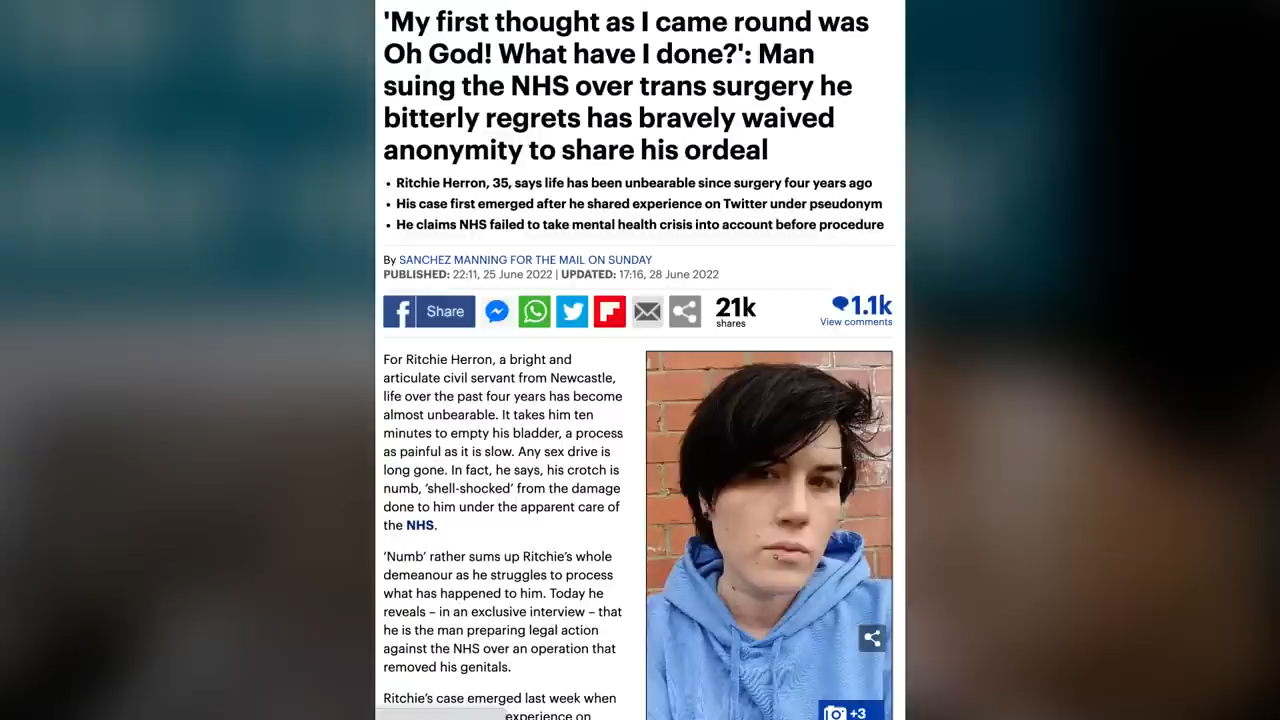 'My first thought as I came round was
Oh God! What have I done?': Man
suing the NHS over trans surgery he
bitterly regrets has bravely waived
anonymity to share his ordeal
• Ritchie Herron, 35, says life has been unbearable since surgery four years ago
• His case first emerged after he shared experience on Twitter under pseudonym
• He claims NHS failed to take mental health crisis into account before procedure
By SANCHEZ MANNING FOR THE MAIL ON SUNDAY
PUBLISHED: 22:11, 25 June 2022 | UPDATED: 17:16, 28 June 2022
Share
21k
shares
1.1k
View comments
For Ritchie Herron, a bright and
articulate civil servant from Newcastle,
life over the past four years has become
almost unbearable. It takes him ten
minutes to empty his bladder, a process
as painful as it is slow. Any sex drive is
long gone. In fact, he says, his crotch is
numb, 'shell-shocked' from the damage
done to him under the apparent care of
the NHS.
'Numb' rather sums up Ritchie's whole
demeanour as he struggles to process
what has happened to him. Today he
reveals – in an exclusive interview – that
he is the man preparing legal action
against the NHS over an operation that
removed his genitals.
Ritchie's case emerged last week when
experience on
+3